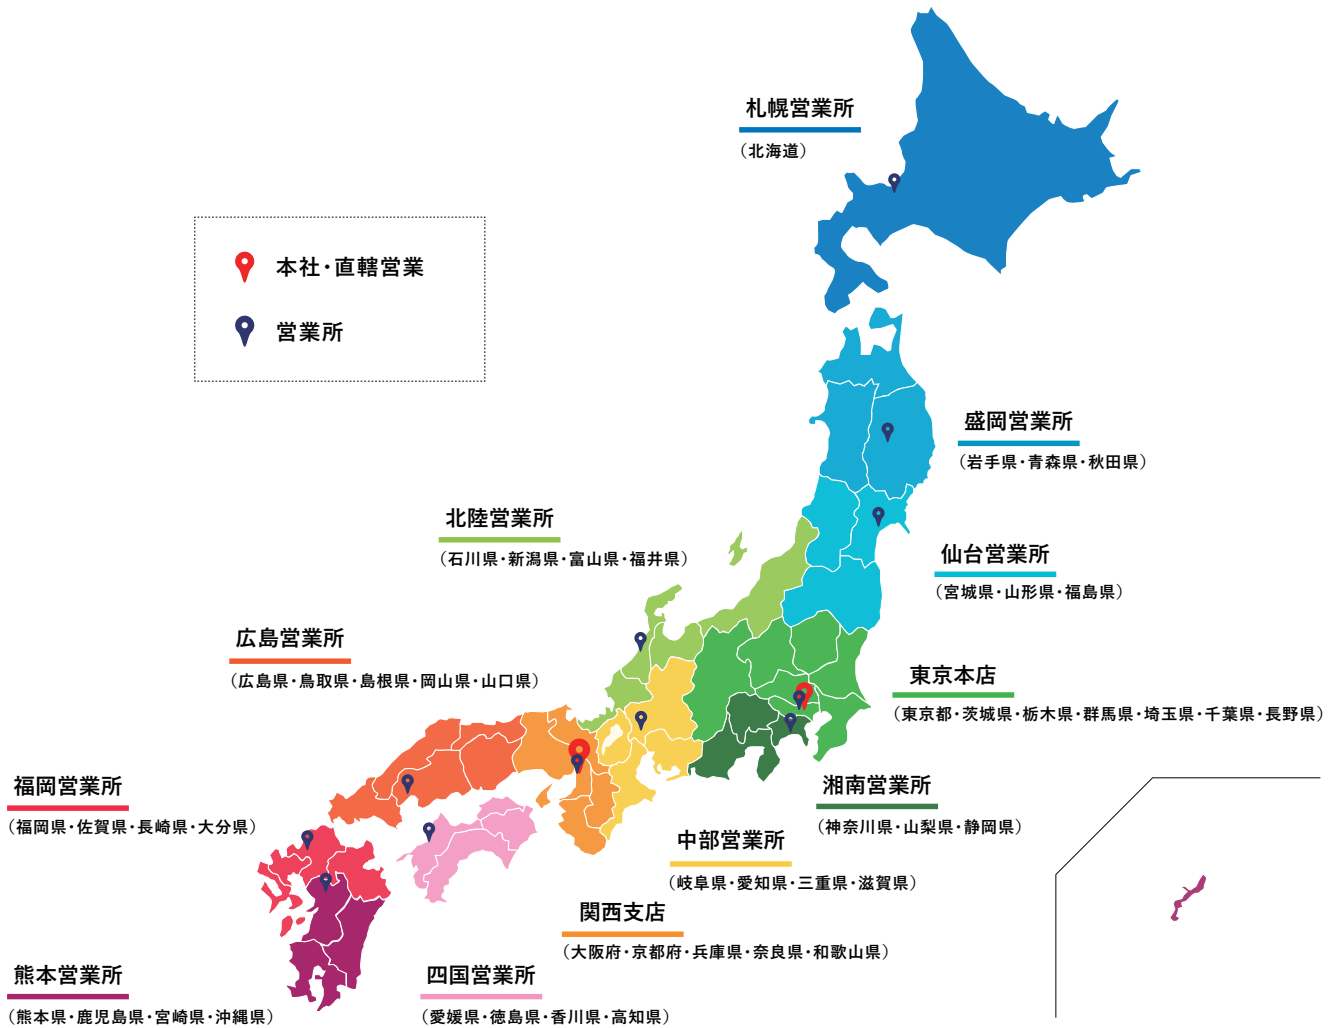 札幌営業所
（北海道）
本社・直轄営業
営業所
盛岡営業所
（岩手県・青森県・秋田県）
北陸営業所
（石川県・新潟県・富山県・福井県）
仙台営業所
（宮城県・山形県・福島県）
広島営業所
（広島県・鳥取県・島根県・岡山県・山口県）
東京本店
（東京都・茨城県・栃木県・群馬県・埼玉県・千葉県・長野県）
福岡営業所
（福岡県・佐賀県・長崎県・大分県）
湘南営業所
（神奈川県・山梨県・静岡県）
中部営業所
（岐阜県・愛知県・三重県・滋賀県）
関西支店
（大阪府・京都府・兵庫県・奈良県・和歌山県）
熊本営業所
（熊本県・鹿児島県・宮崎県・沖縄県）
四国営業所
（愛媛県・徳島県・香川県・高知県）